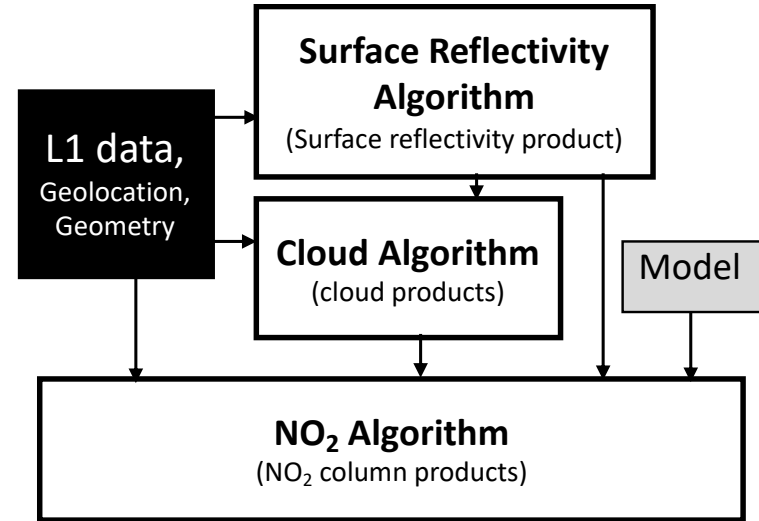 Surface Reflectivity
Algorithm
(Surface reflectivity product)
L1 data,
Geolocation,
Geometry
Cloud Algorithm
(cloud products)
Model
NO₂ Algorithm
(NO₂ column products)